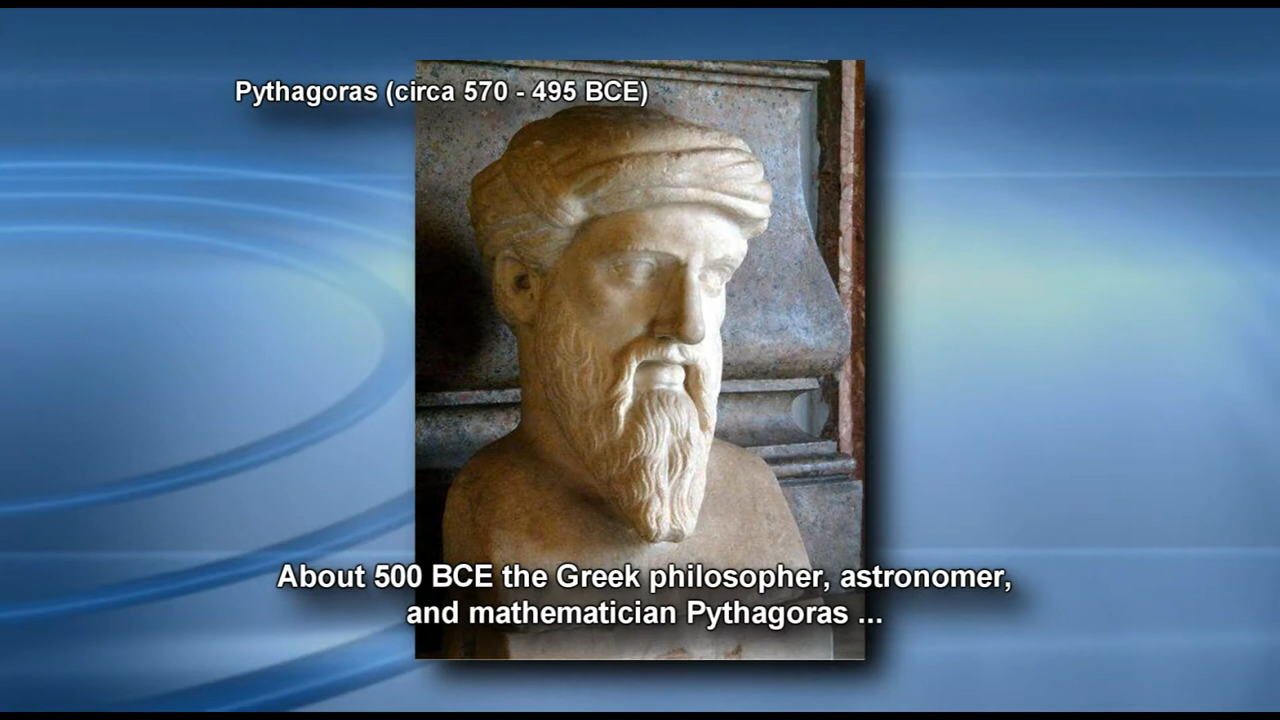 Pythagoras (circa 570 - 495 BCE)
About 500 BCE the Greek philosopher, astronomer,
and mathematician Pythagoras ...